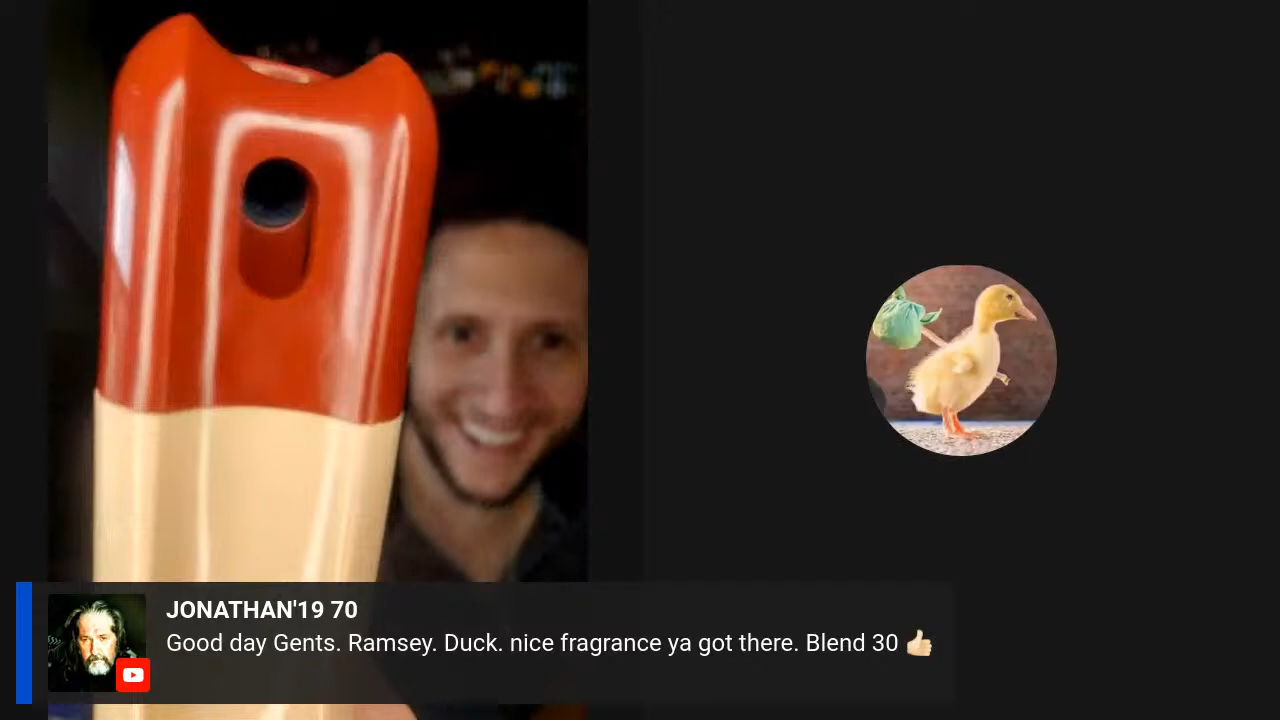 JONATHAN'19 70
Good day Gents. Ramsey. Duck. nice fragrance ya got there. Blend 30 👍🏻